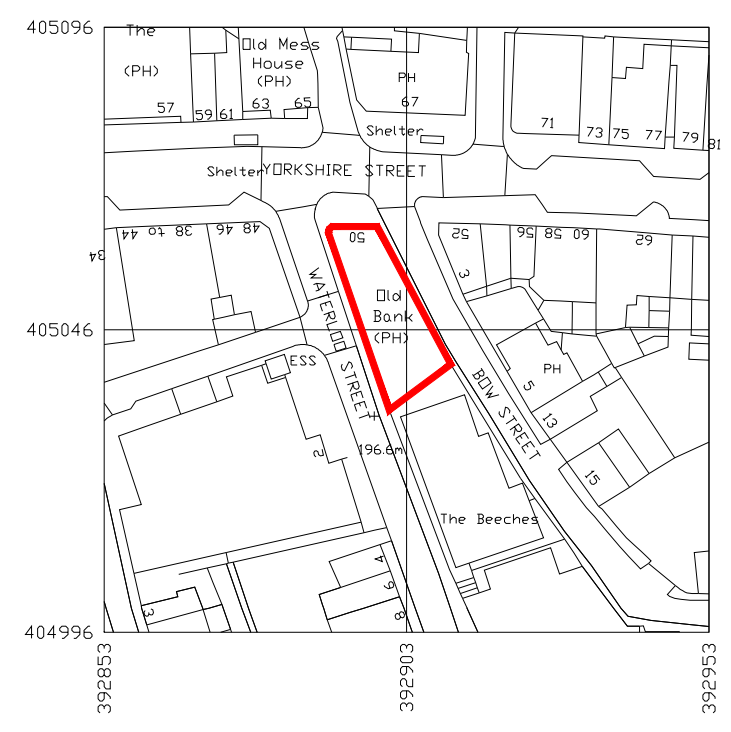 405096
The
(PH)
Old Mess
House
(PH)
PH
57
59
61
63
65
67
71
73
75
77
79
81
Shelter
Shelter
YORKSHIRE STREET
34
44
38 to
46
48
50
52
56
58
60
62
3
WATERLOO STREET
Old
Bank
(PH)
405046
ESS
BOW STREET
PH
5
13
15
196.6m
2
The Beeches
4
6
8
3
404996
392853
392903
392953